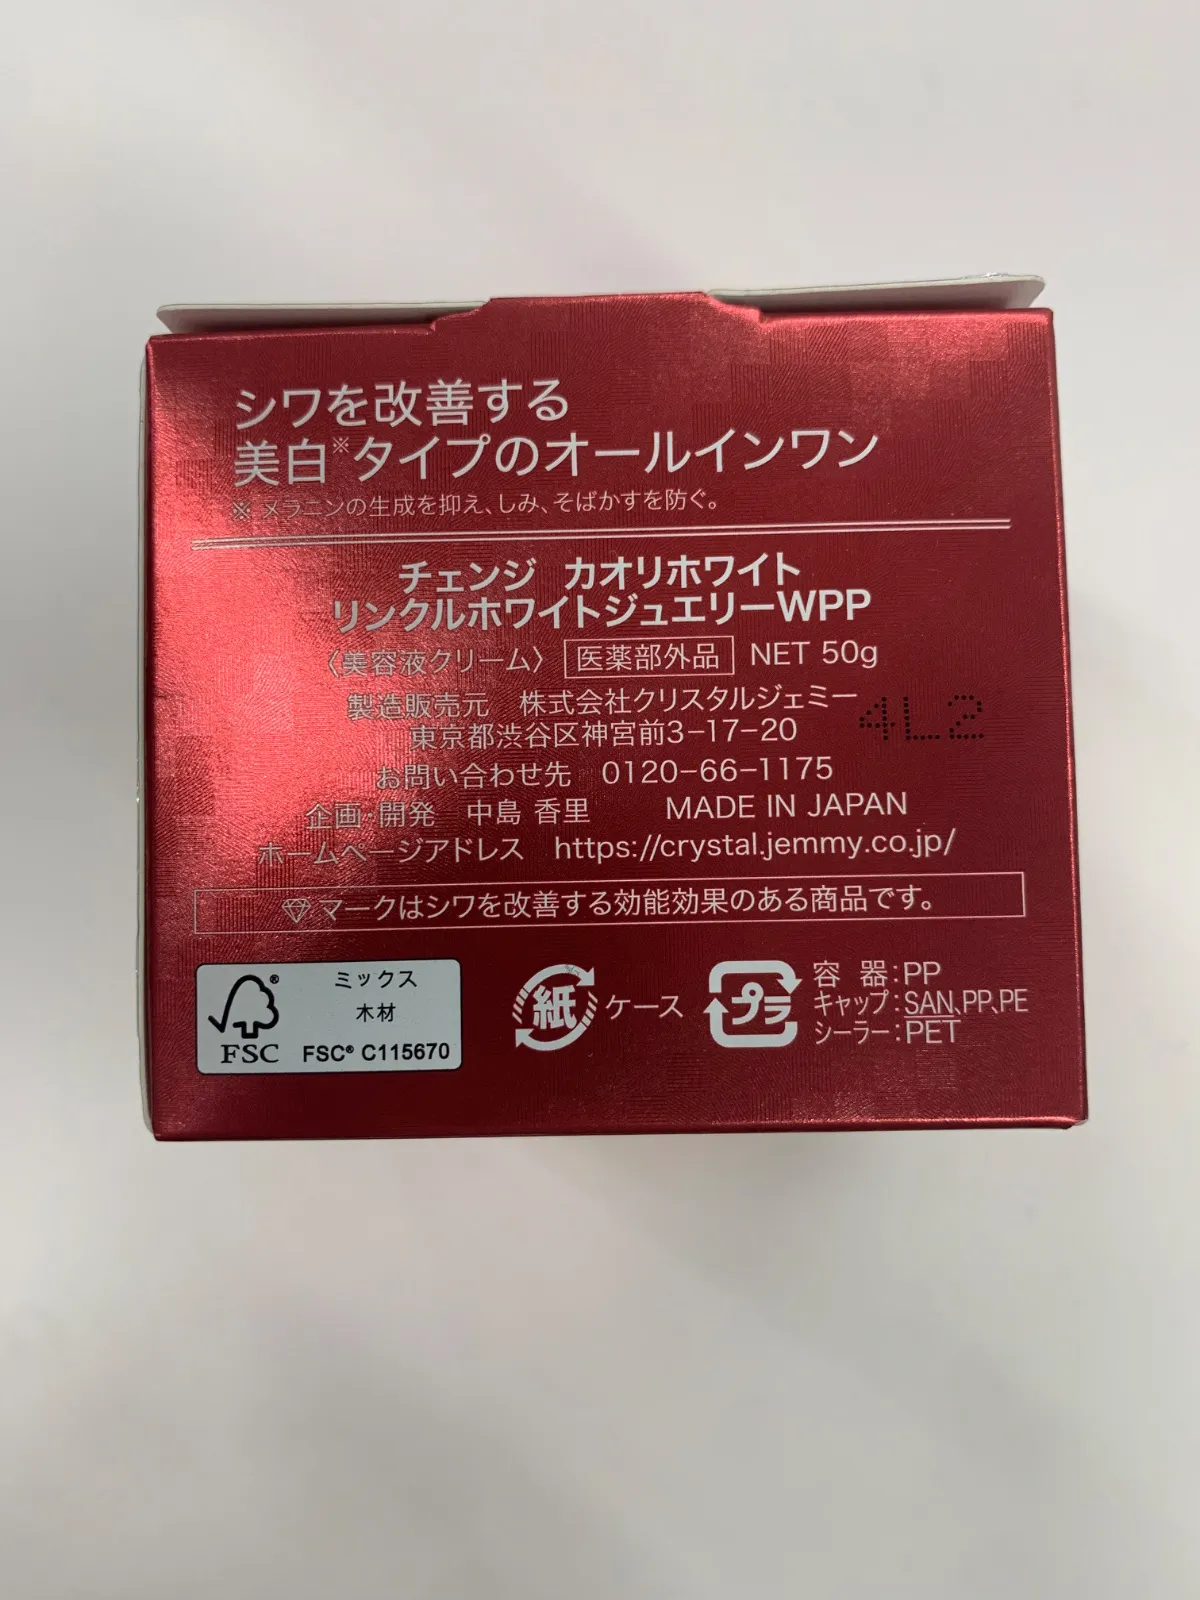 シワを改善する
美白※タイプのオールインワン
※ メラニンの生成を抑え、しみ、そばかすを防ぐ。
チェンジ カオリホワイト
リンクルホワイトジュエリーWPP
〈美容液クリーム〉 医薬部外品 NET 50g
製造販売元 株式会社クリスタルジェミー
東京都渋谷区神宮前3-17-20
4L2
お問い合わせ先 0120-66-1175
企画・開発 中島 香里 MADE IN JAPAN
ホームページアドレス https://crystal.jemmy.co.jp/
マークはシワを改善する効能効果のある商品です。
ミックス
木材
FSC® C115670
FSC
紙 ケース
プラ
容 器：PP
キャップ：SAN、PP、PE
シーラー：PET